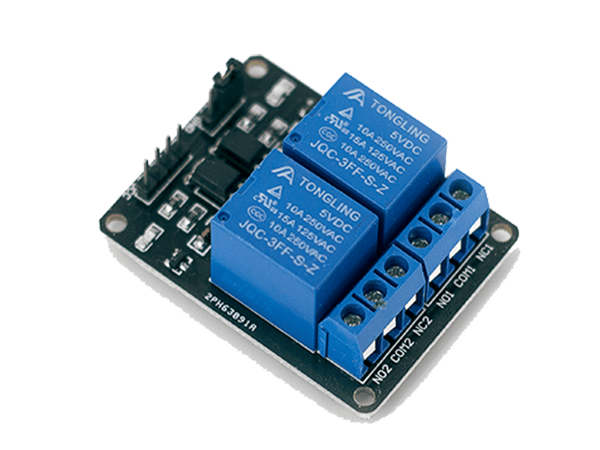 TONGLING
5VDC
10A 250VAC
15A 125VAC
10A 250VAC
JQC-3FF-S-Z
TONGLING
5VDC
10A 250VAC
15A 125VAC
10A 250VAC
JQC-3FF-S-Z
2PH63091A
NO2 COM2 NC2 NO1 COM1 NC1